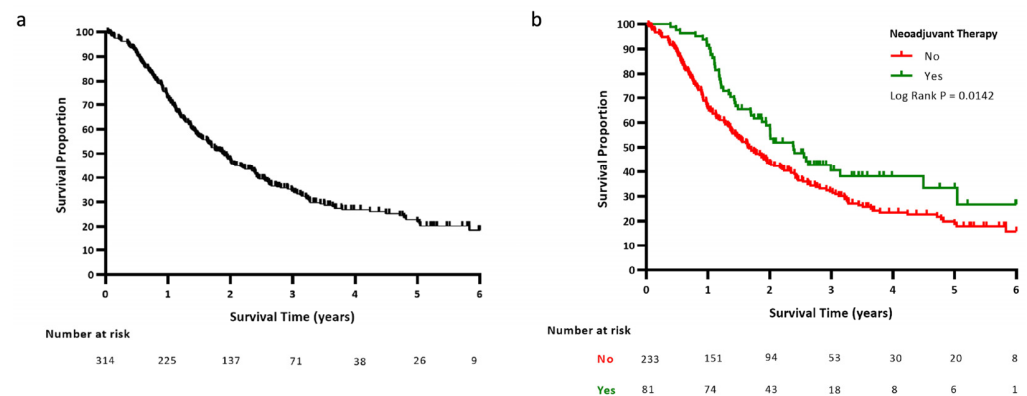 a
Survival Proportion
100
90
80
70
60
50
40
30
20
10
0
0 1 2 3 4 5 6
Survival Time (years)
Number at risk
314 225 137 71 38 26 9
b
Survival Proportion
100
90
80
70
60
50
40
30
20
10
0
Neoadjuvant Therapy
No
Yes
Log Rank P = 0.0142
0 1 2 3 4 5 6
Survival Time (years)
Number at risk
No 233 151 94 53 30 20 8
Yes 81 74 43 18 8 6 1